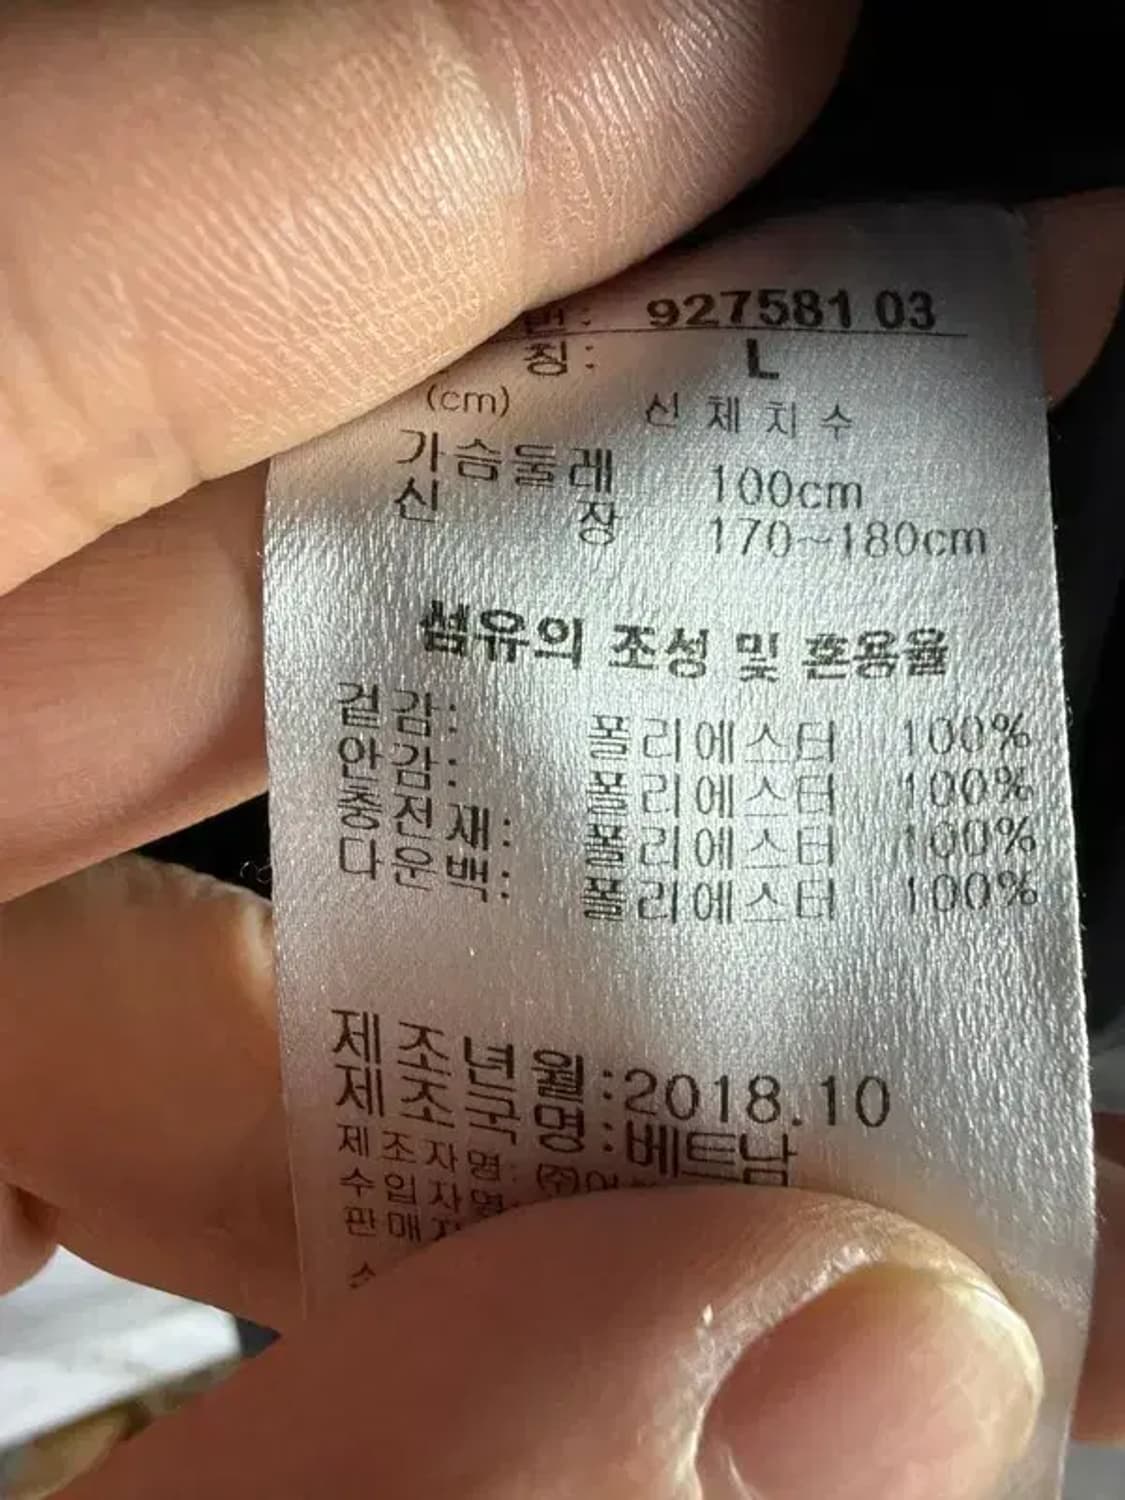 927581 03
칭: L
(cm) 신 체 치 수
가슴둘레 100cm
신 장 170~180cm
섬유의 조성 및 혼용율
겉감: 폴리에스터 100%
안감: 폴리에스터 100%
충전재: 폴리에스터 100%
다운백: 폴리에스터 100%
제조년월:2018.10
제조국명:베트남
제조자명: (주)
수입자명
판매